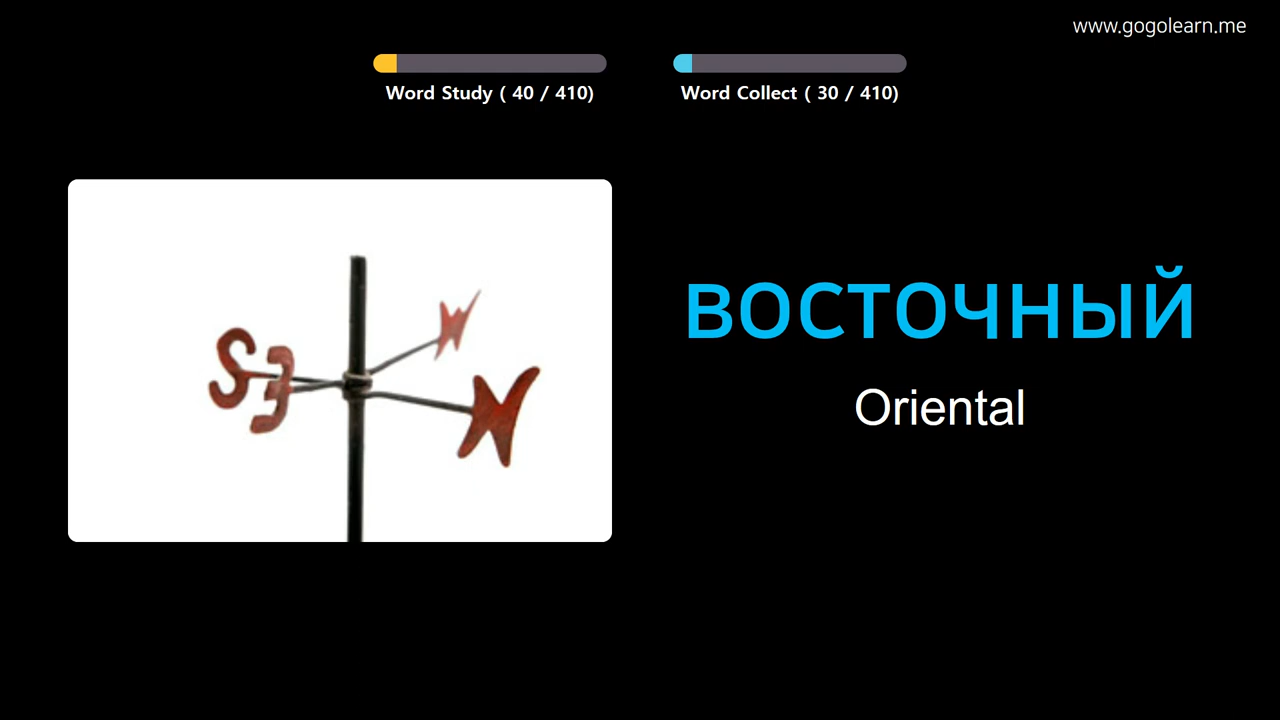 www.gogolearn.me
Word Study ( 40 / 410)
Word Collect ( 30 / 410)
S E W N
восточный
Oriental